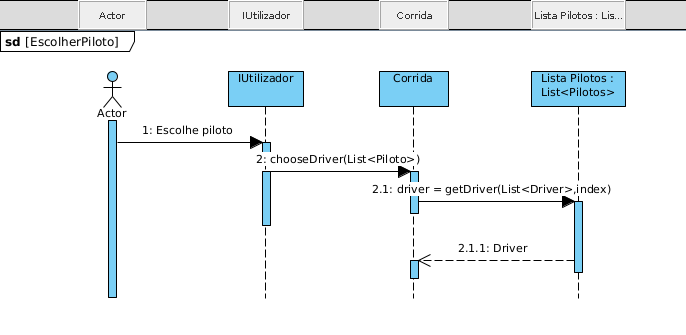 Actor
IUtilizador
Corrida
Lista Pilotos : Lis...
sd [EscolherPiloto]
IUtilizador
Corrida
Lista Pilotos :
List<Pilotos>
Actor
1: Escolhe piloto
2: chooseDriver(List<Piloto>)
2.1: driver = getDriver(List<Driver>,index)
2.1.1: Driver